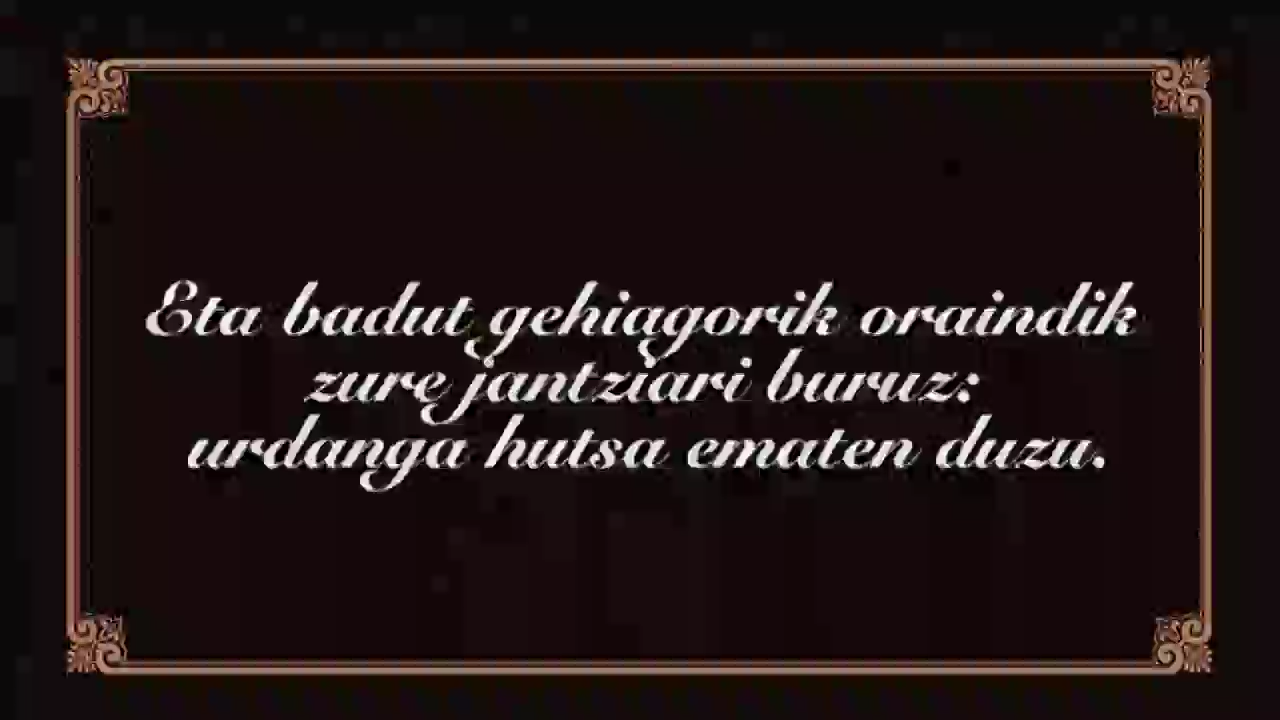 Eta badut gehiagorik oraindik
zure jantziari buruz:
urdanga hutsa ematen duzu.